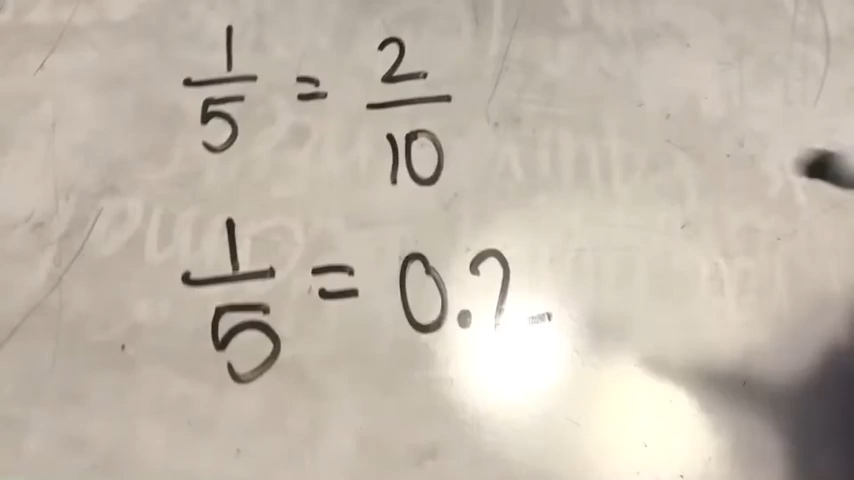 1/5 = 2/10
1/5 = 0.2